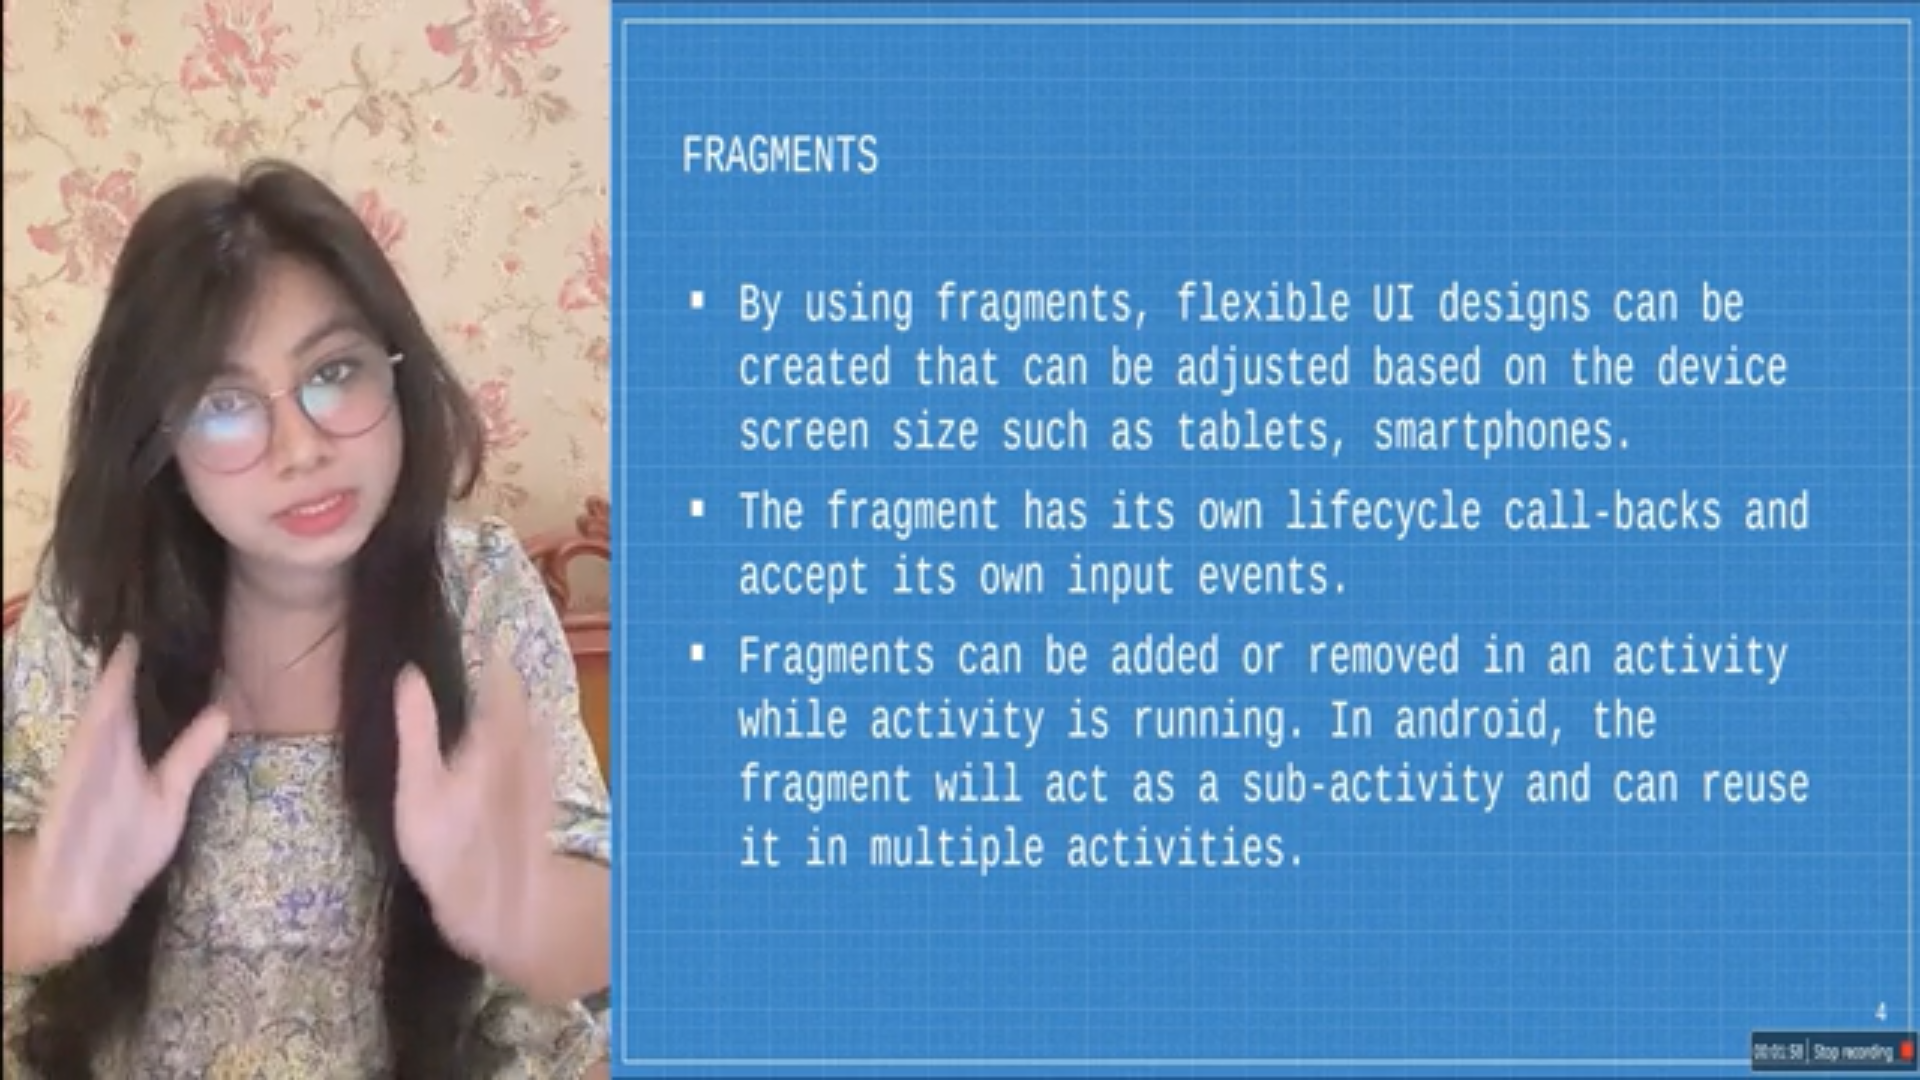 FRAGMENTS
▪ By using fragments, flexible UI designs can be
created that can be adjusted based on the device
screen size such as tablets, smartphones.
▪ The fragment has its own lifecycle call-backs and
accept its own input events.
▪ Fragments can be added or removed in an activity
while activity is running. In android, the
fragment will act as a sub-activity and can reuse
it in multiple activities.
4
00:01:58 Stop recording